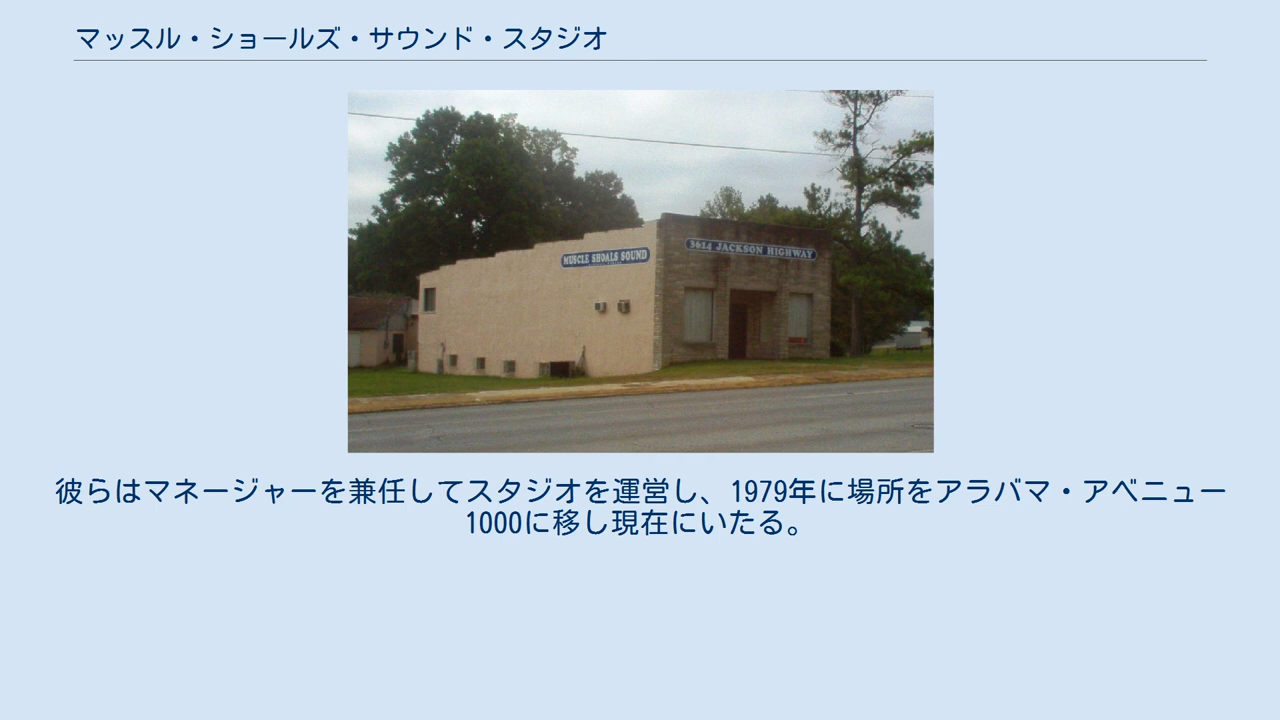 マッスル・ショールズ・サウンド・スタジオ
MUSCLE SHOALS SOUND
3614 JACKSON HIGHWAY
彼らはマネージャーを兼任してスタジオを運営し、1979年に場所をアラバマ・アベニュー
1000に移し現在にいたる。